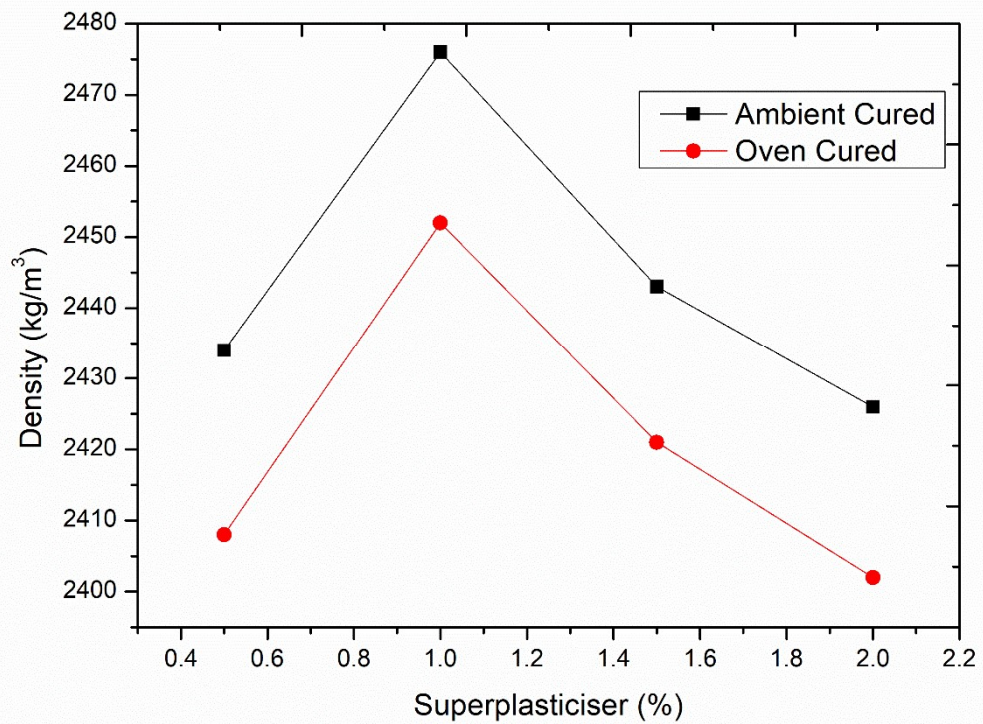 2480
2470
2460
2450
2440
2430
2420
2410
2400
Density (kg/m³)
Ambient Cured
Oven Cured
0.4 0.6 0.8 1.0 1.2 1.4 1.6 1.8 2.0 2.2
Superplasticiser (%)